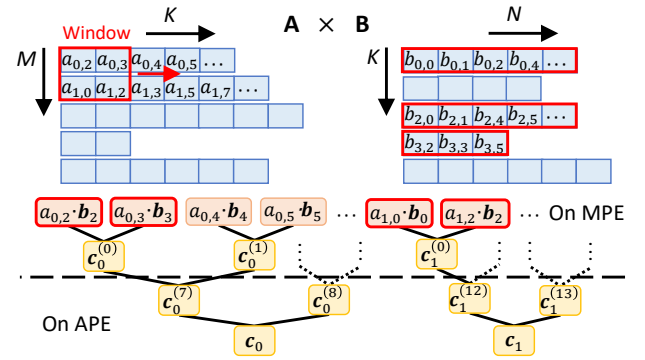 K A × B N
Window
M a₀,₂ a₀,₃ a₀,₄ a₀,₅ ... K b₀,₀ b₀,₁ b₀,₂ b₀,₄ ...
a₁,₀ a₁,₂ a₁,₃ a₁,₅ a₁,₇ ...
b₂,₀ b₂,₁ b₂,₄ b₂,₅ ...
b₃,₂ b₃,₃ b₃,₅
a₀,₂·b₂ a₀,₃·b₃ a₀,₄·b₄ a₀,₅·b₅ ... a₁,₀·b₀ a₁,₂·b₂ ... On MPE
c₀⁽⁰⁾ c₀⁽¹⁾ c₁⁽⁰⁾
c₀⁽⁷⁾ c₀⁽⁸⁾ c₁⁽¹²⁾ c₁⁽¹³⁾
On APE
c₀ c₁